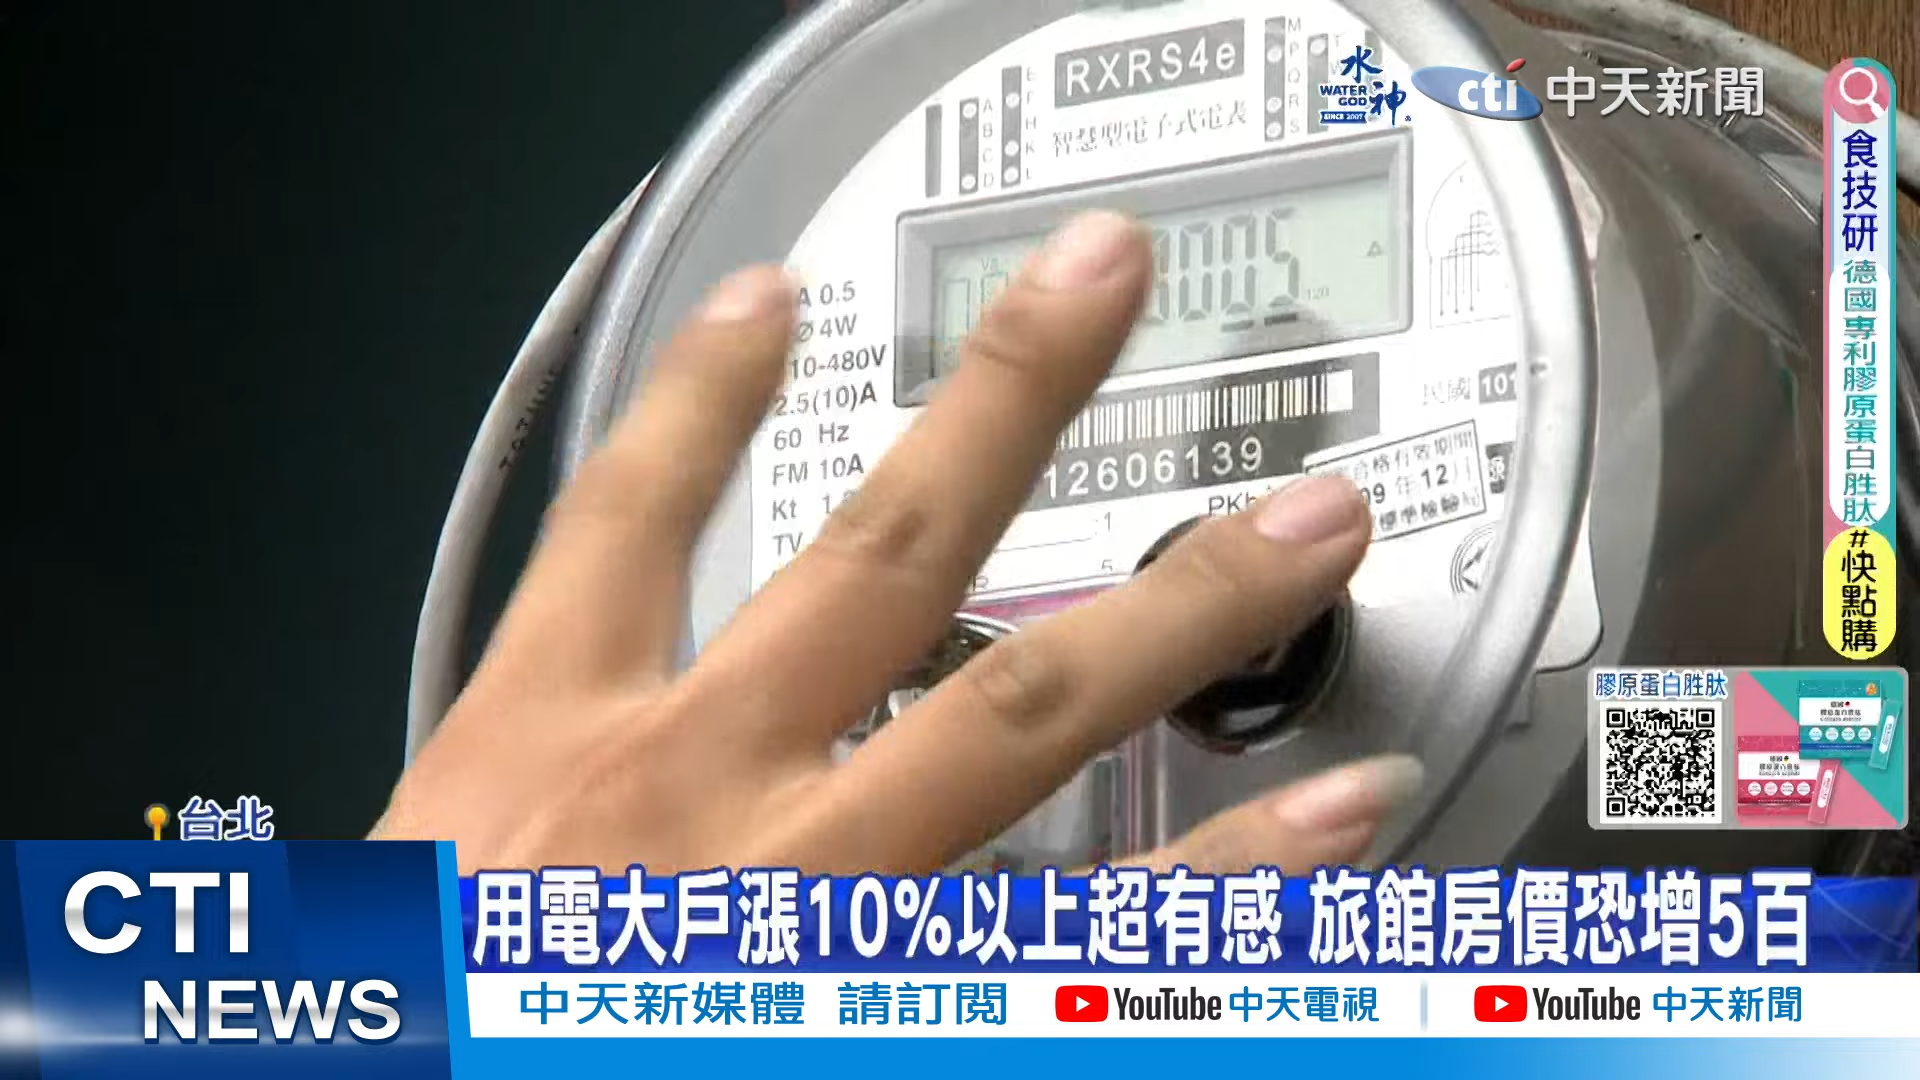 RXRS4e
智慧型電子式電表
水神
WATER GOD
SINCE 2007
cti 中天新聞
A 0.5
4W
10-480V
2.5(10)A
60 Hz
FM 10A
Kt
TV
12606139
民國 101
09 年 12
食技研
德國專利膠原蛋白胜肽
#快點購
膠原蛋白胜肽
台北
CTI NEWS
用電大戶漲10%以上超有感 旅館房價恐增5百
中天新媒體 請訂閱 YouTube 中天電視 YouTube 中天新聞